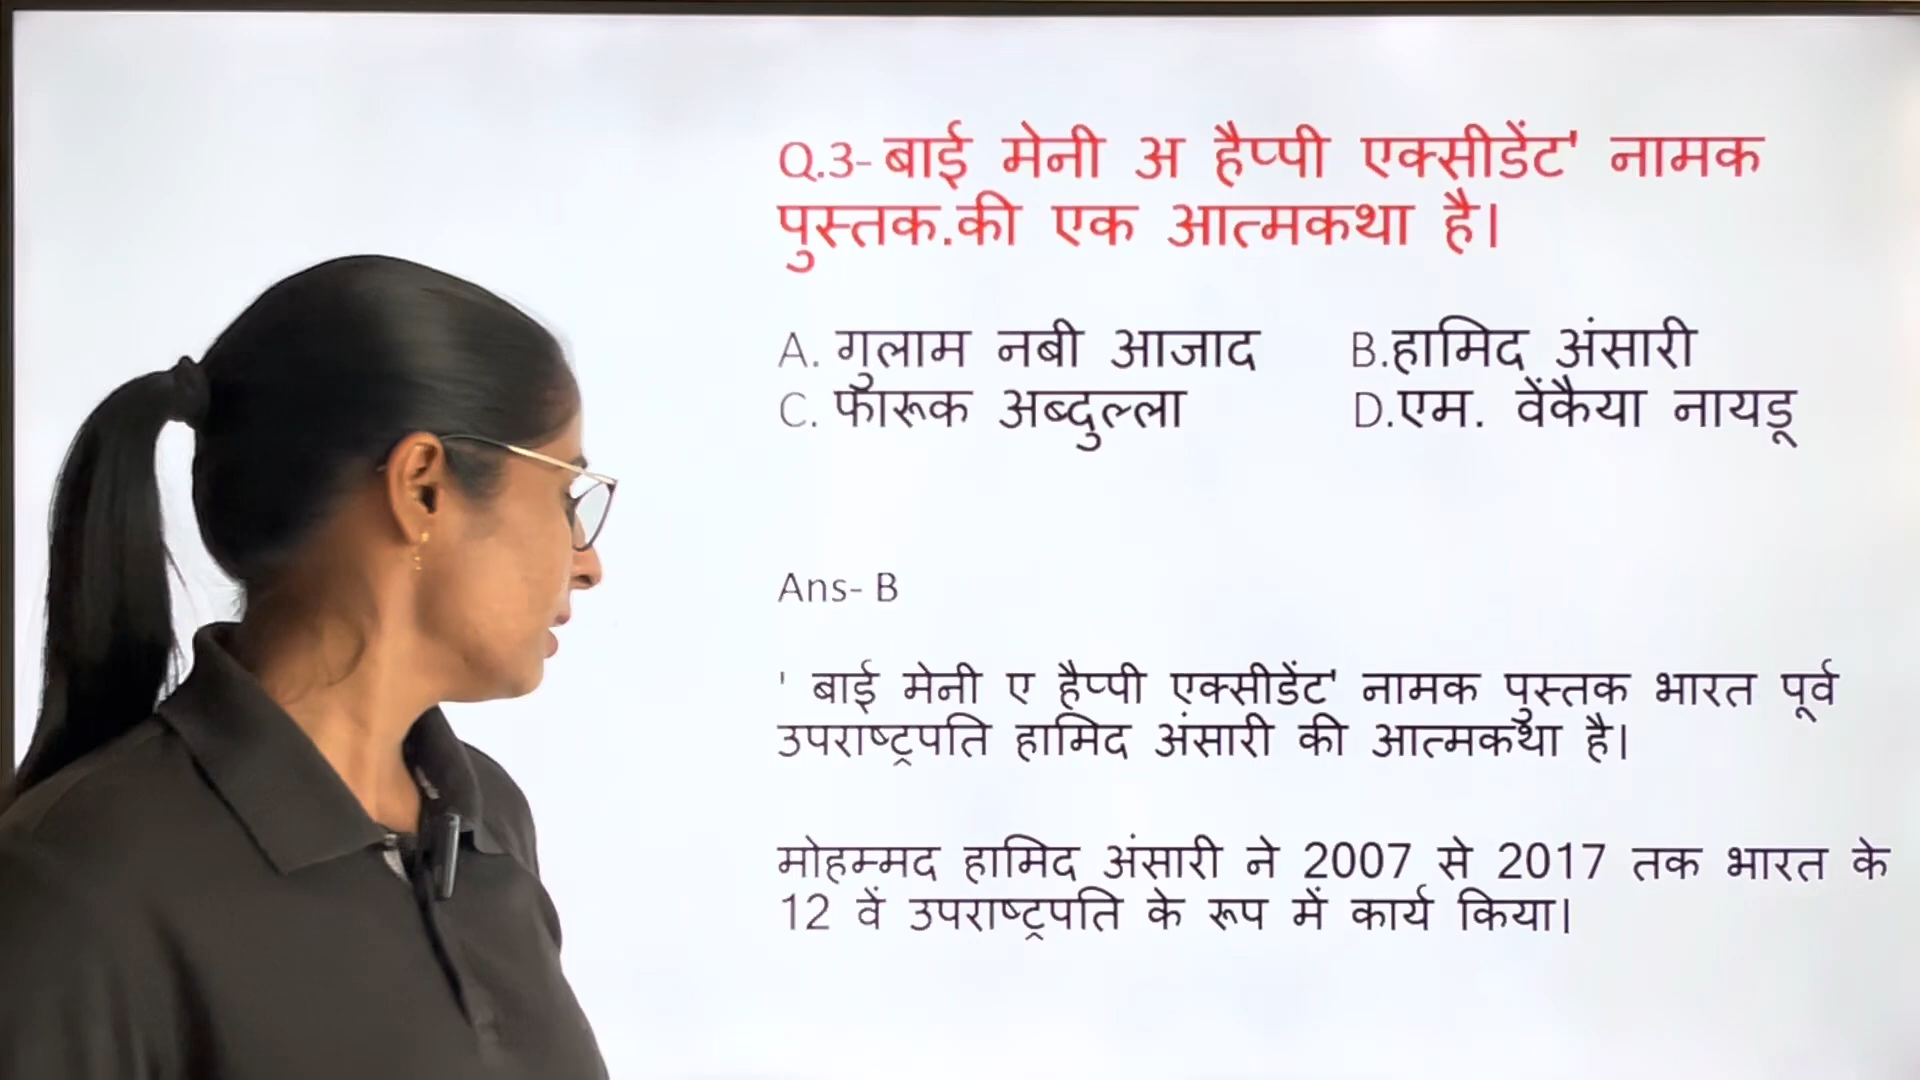 Q.3- बाई मेनी अ हैप्पी एक्सीडेंट' नामक
पुस्तक.की एक आत्मकथा है।
A. गुलाम नबी आजाद B.हामिद अंसारी
C. फारूक अब्दुल्ला D.एम. वेंकैया नायडू
Ans- B
' बाई मेनी ए हैप्पी एक्सीडेंट' नामक पुस्तक भारत पूर्व
उपराष्ट्रपति हामिद अंसारी की आत्मकथा है।
मोहम्मद हामिद अंसारी ने 2007 से 2017 तक भारत के
12 वें उपराष्ट्रपति के रूप में कार्य किया।